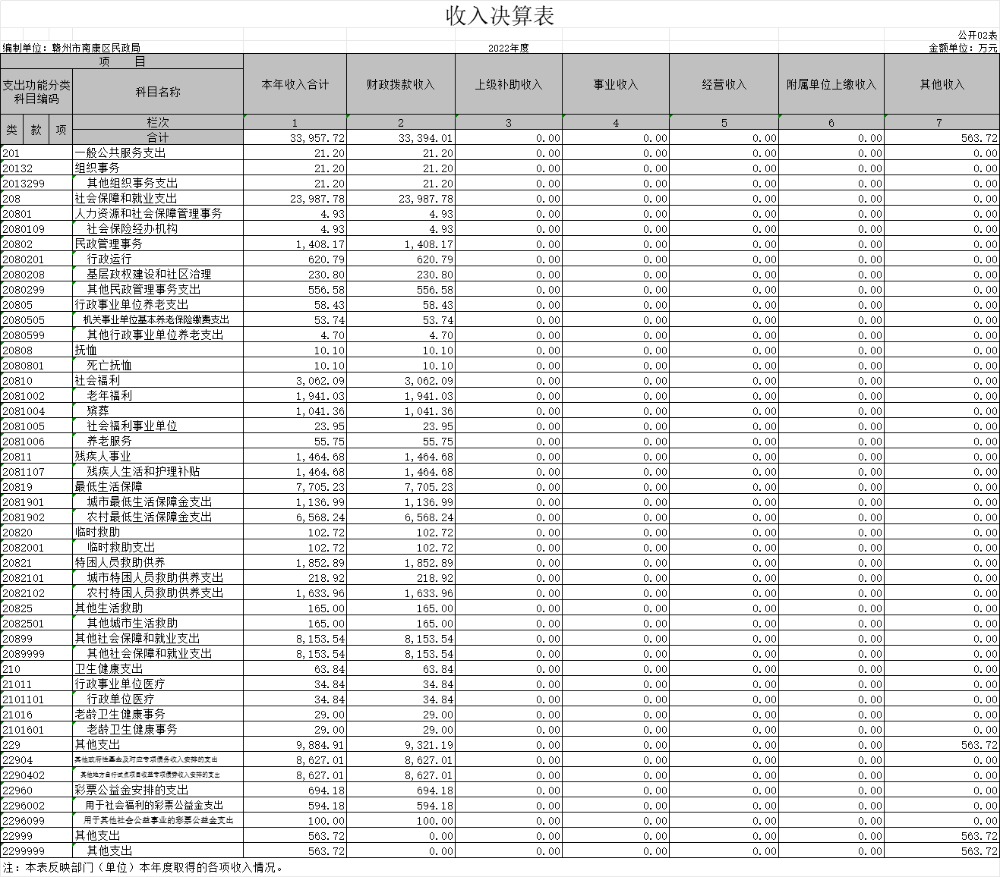 收入决算表
公开02表
编制单位：赣州市南康区民政局 2022年度 金额单位：万元
项 目 本年收入合计 财政拨款收入 上级补助收入 事业收入 经营收入 附属单位上缴收入 其他收入
支出功能分类科目编码 科目名称
类 款 项 栏次 1 2 3 4 5 6 7
合计 33,957.72 33,394.01 0.00 0.00 0.00 0.00 563.72
201 一般公共服务支出 21.20 21.20 0.00 0.00 0.00 0.00 0.00
20132 组织事务 21.20 21.20 0.00 0.00 0.00 0.00 0.00
2013299 其他组织事务支出 21.20 21.20 0.00 0.00 0.00 0.00 0.00
208 社会保障和就业支出 23,987.78 23,987.78 0.00 0.00 0.00 0.00 0.00
20801 人力资源和社会保障管理事务 4.93 4.93 0.00 0.00 0.00 0.00 0.00
2080109 社会保险经办机构 4.93 4.93 0.00 0.00 0.00 0.00 0.00
20802 民政管理事务 1,408.17 1,408.17 0.00 0.00 0.00 0.00 0.00
2080201 行政运行 620.79 620.79 0.00 0.00 0.00 0.00 0.00
2080208 基层政权建设和社区治理 230.80 230.80 0.00 0.00 0.00 0.00 0.00
2080299 其他民政管理事务支出 556.58 556.58 0.00 0.00 0.00 0.00 0.00
20805 行政事业单位养老支出 58.43 58.43 0.00 0.00 0.00 0.00 0.00
2080505 机关事业单位基本养老保险缴费支出 53.74 53.74 0.00 0.00 0.00 0.00 0.00
2080599 其他行政事业单位养老支出 4.70 4.70 0.00 0.00 0.00 0.00 0.00
20808 抚恤 10.10 10.10 0.00 0.00 0.00 0.00 0.00
2080801 死亡抚恤 10.10 10.10 0.00 0.00 0.00 0.00 0.00
20810 社会福利 3,062.09 3,062.09 0.00 0.00 0.00 0.00 0.00
2081002 老年福利 1,941.03 1,941.03 0.00 0.00 0.00 0.00 0.00
2081004 殡葬 1,041.36 1,041.36 0.00 0.00 0.00 0.00 0.00
2081005 社会福利事业单位 23.95 23.95 0.00 0.00 0.00 0.00 0.00
2081006 养老服务 55.75 55.75 0.00 0.00 0.00 0.00 0.00
20811 残疾人事业 1,464.68 1,464.68 0.00 0.00 0.00 0.00 0.00
2081107 残疾人生活和护理补贴 1,464.68 1,464.68 0.00 0.00 0.00 0.00 0.00
20819 最低生活保障 7,705.23 7,705.23 0.00 0.00 0.00 0.00 0.00
2081901 城市最低生活保障金支出 1,136.99 1,136.99 0.00 0.00 0.00 0.00 0.00
2081902 农村最低生活保障金支出 6,568.24 6,568.24 0.00 0.00 0.00 0.00 0.00
20820 临时救助 102.72 102.72 0.00 0.00 0.00 0.00 0.00
2082001 临时救助支出 102.72 102.72 0.00 0.00 0.00 0.00 0.00
20821 特困人员救助供养 1,852.89 1,852.89 0.00 0.00 0.00 0.00 0.00
2082101 城市特困人员救助供养支出 218.92 218.92 0.00 0.00 0.00 0.00 0.00
2082102 农村特困人员救助供养支出 1,633.96 1,633.96 0.00 0.00 0.00 0.00 0.00
20825 其他生活救助 165.00 165.00 0.00 0.00 0.00 0.00 0.00
2082501 其他城市生活救助 165.00 165.00 0.00 0.00 0.00 0.00 0.00
20899 其他社会保障和就业支出 8,153.54 8,153.54 0.00 0.00 0.00 0.00 0.00
2089999 其他社会保障和就业支出 8,153.54 8,153.54 0.00 0.00 0.00 0.00 0.00
210 卫生健康支出 63.84 63.84 0.00 0.00 0.00 0.00 0.00
21011 行政事业单位医疗 34.84 34.84 0.00 0.00 0.00 0.00 0.00
2101101 行政单位医疗 34.84 34.84 0.00 0.00 0.00 0.00 0.00
21016 老龄卫生健康事务 29.00 29.00 0.00 0.00 0.00 0.00 0.00
2101601 老龄卫生健康事务 29.00 29.00 0.00 0.00 0.00 0.00 0.00
229 其他支出 9,884.91 9,321.19 0.00 0.00 0.00 0.00 563.72
22904 其他政府性基金及对应专项债务收入安排的支出 8,627.01 8,627.01 0.00 0.00 0.00 0.00 0.00
2290402 其他地方自行试点项目收益专项债券收入安排的支出 8,627.01 8,627.01 0.00 0.00 0.00 0.00 0.00
22960 彩票公益金安排的支出 694.18 694.18 0.00 0.00 0.00 0.00 0.00
2296002 用于社会福利的彩票公益金支出 594.18 594.18 0.00 0.00 0.00 0.00 0.00
2296099 用于其他社会公益事业的彩票公益金支出 100.00 100.00 0.00 0.00 0.00 0.00 0.00
22999 其他支出 563.72 0.00 0.00 0.00 0.00 0.00 563.72
2299999 其他支出 563.72 0.00 0.00 0.00 0.00 0.00 563.72
注：本表反映部门（单位）本年度取得的各项收入情况。